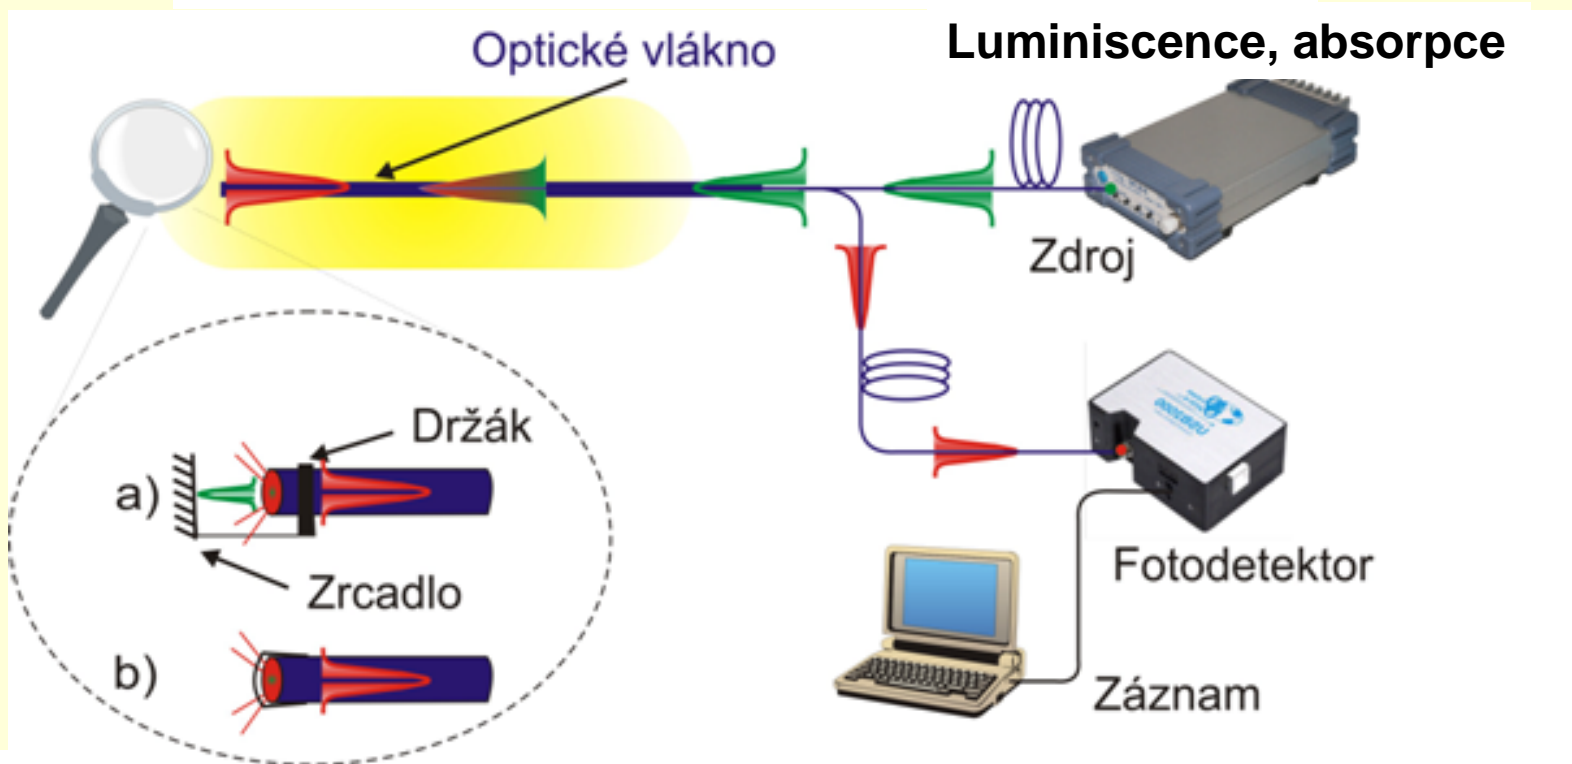 Luminiscence, absorpce
Optické vlákno
Zdroj
Držák
a)
Zrcadlo
Fotodetektor
b)
Záznam